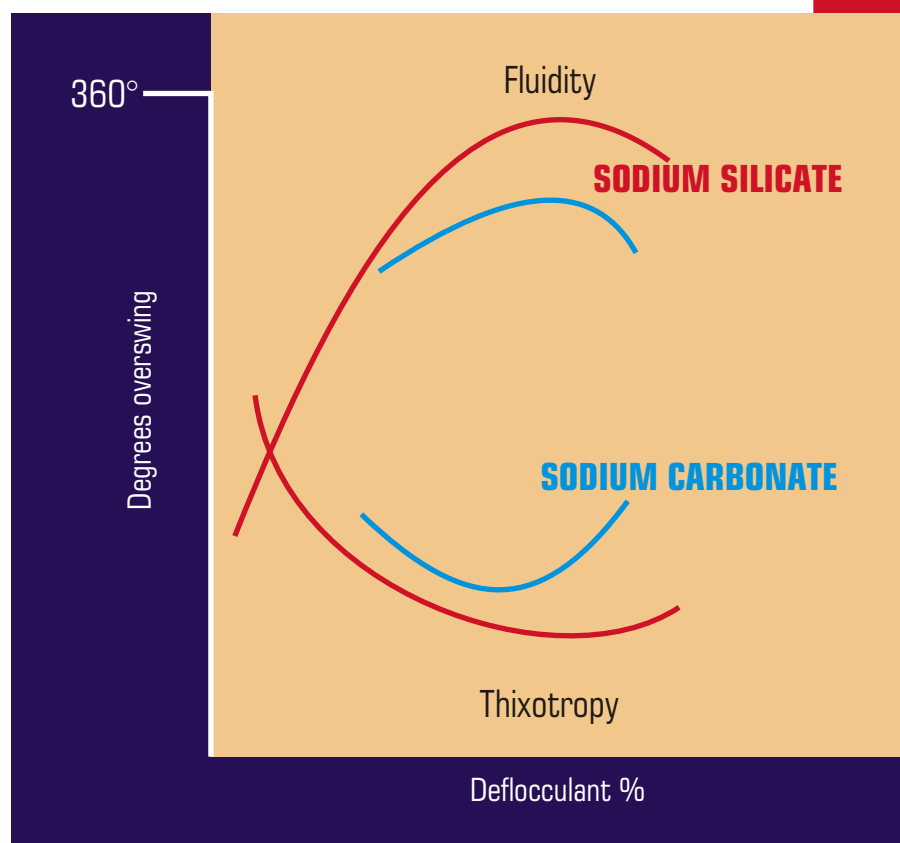 Fluidity
360°
SODIUM SILICATE
Degrees overswing
SODIUM CARBONATE
Thixotropy
Deflocculant %